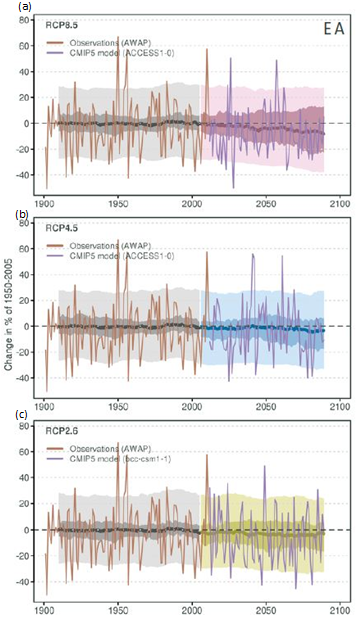 (a)
RCP8.5 EA
Observations (AWAP)
CMIP5 model (ACCESS1-0)
80
60
40
20
0
-20
-40
1900 1950 2000 2050 2100
(b)
RCP4.5
Observations (AWAP)
CMIP5 model (ACCESS1-0)
80
60
40
20
0
-20
-40
Change in % of 1950-2005
1900 1950 2000 2050 2100
(c)
RCP2.6
Observations (AWAP)
CMIP5 model (bcc-csm1-1)
80
60
40
20
0
-20
-40
1900 1950 2000 2050 2100